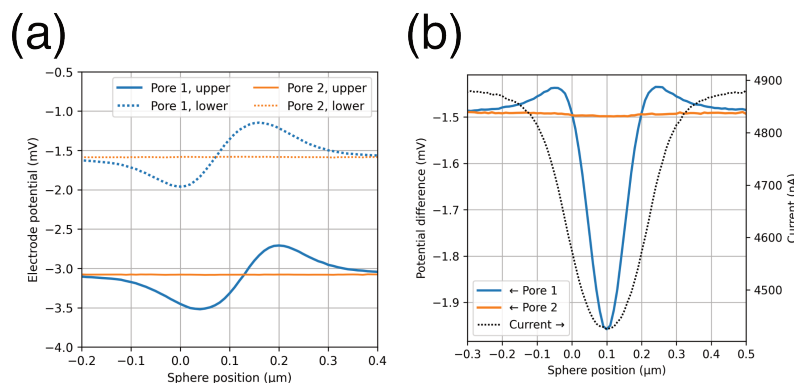 (a)
(b)
Pore 1, upper
Pore 2, upper
Pore 1, lower
Pore 2, lower
Electrode potential (mV)
−0.5
−1.0
−1.5
−2.0
−2.5
−3.0
−3.5
−4.0
−0.2
−0.1
0.0
0.1
0.2
0.3
0.4
Sphere position (μm)
Potential difference (mV)
−1.5
−1.6
−1.7
−1.8
−1.9
← Pore 1
← Pore 2
Current →
4900
4800
4700
4600
4500
Current (pA)
−0.3
−0.2
−0.1
0.0
0.1
0.2
0.3
0.4
0.5
Sphere position (μm)